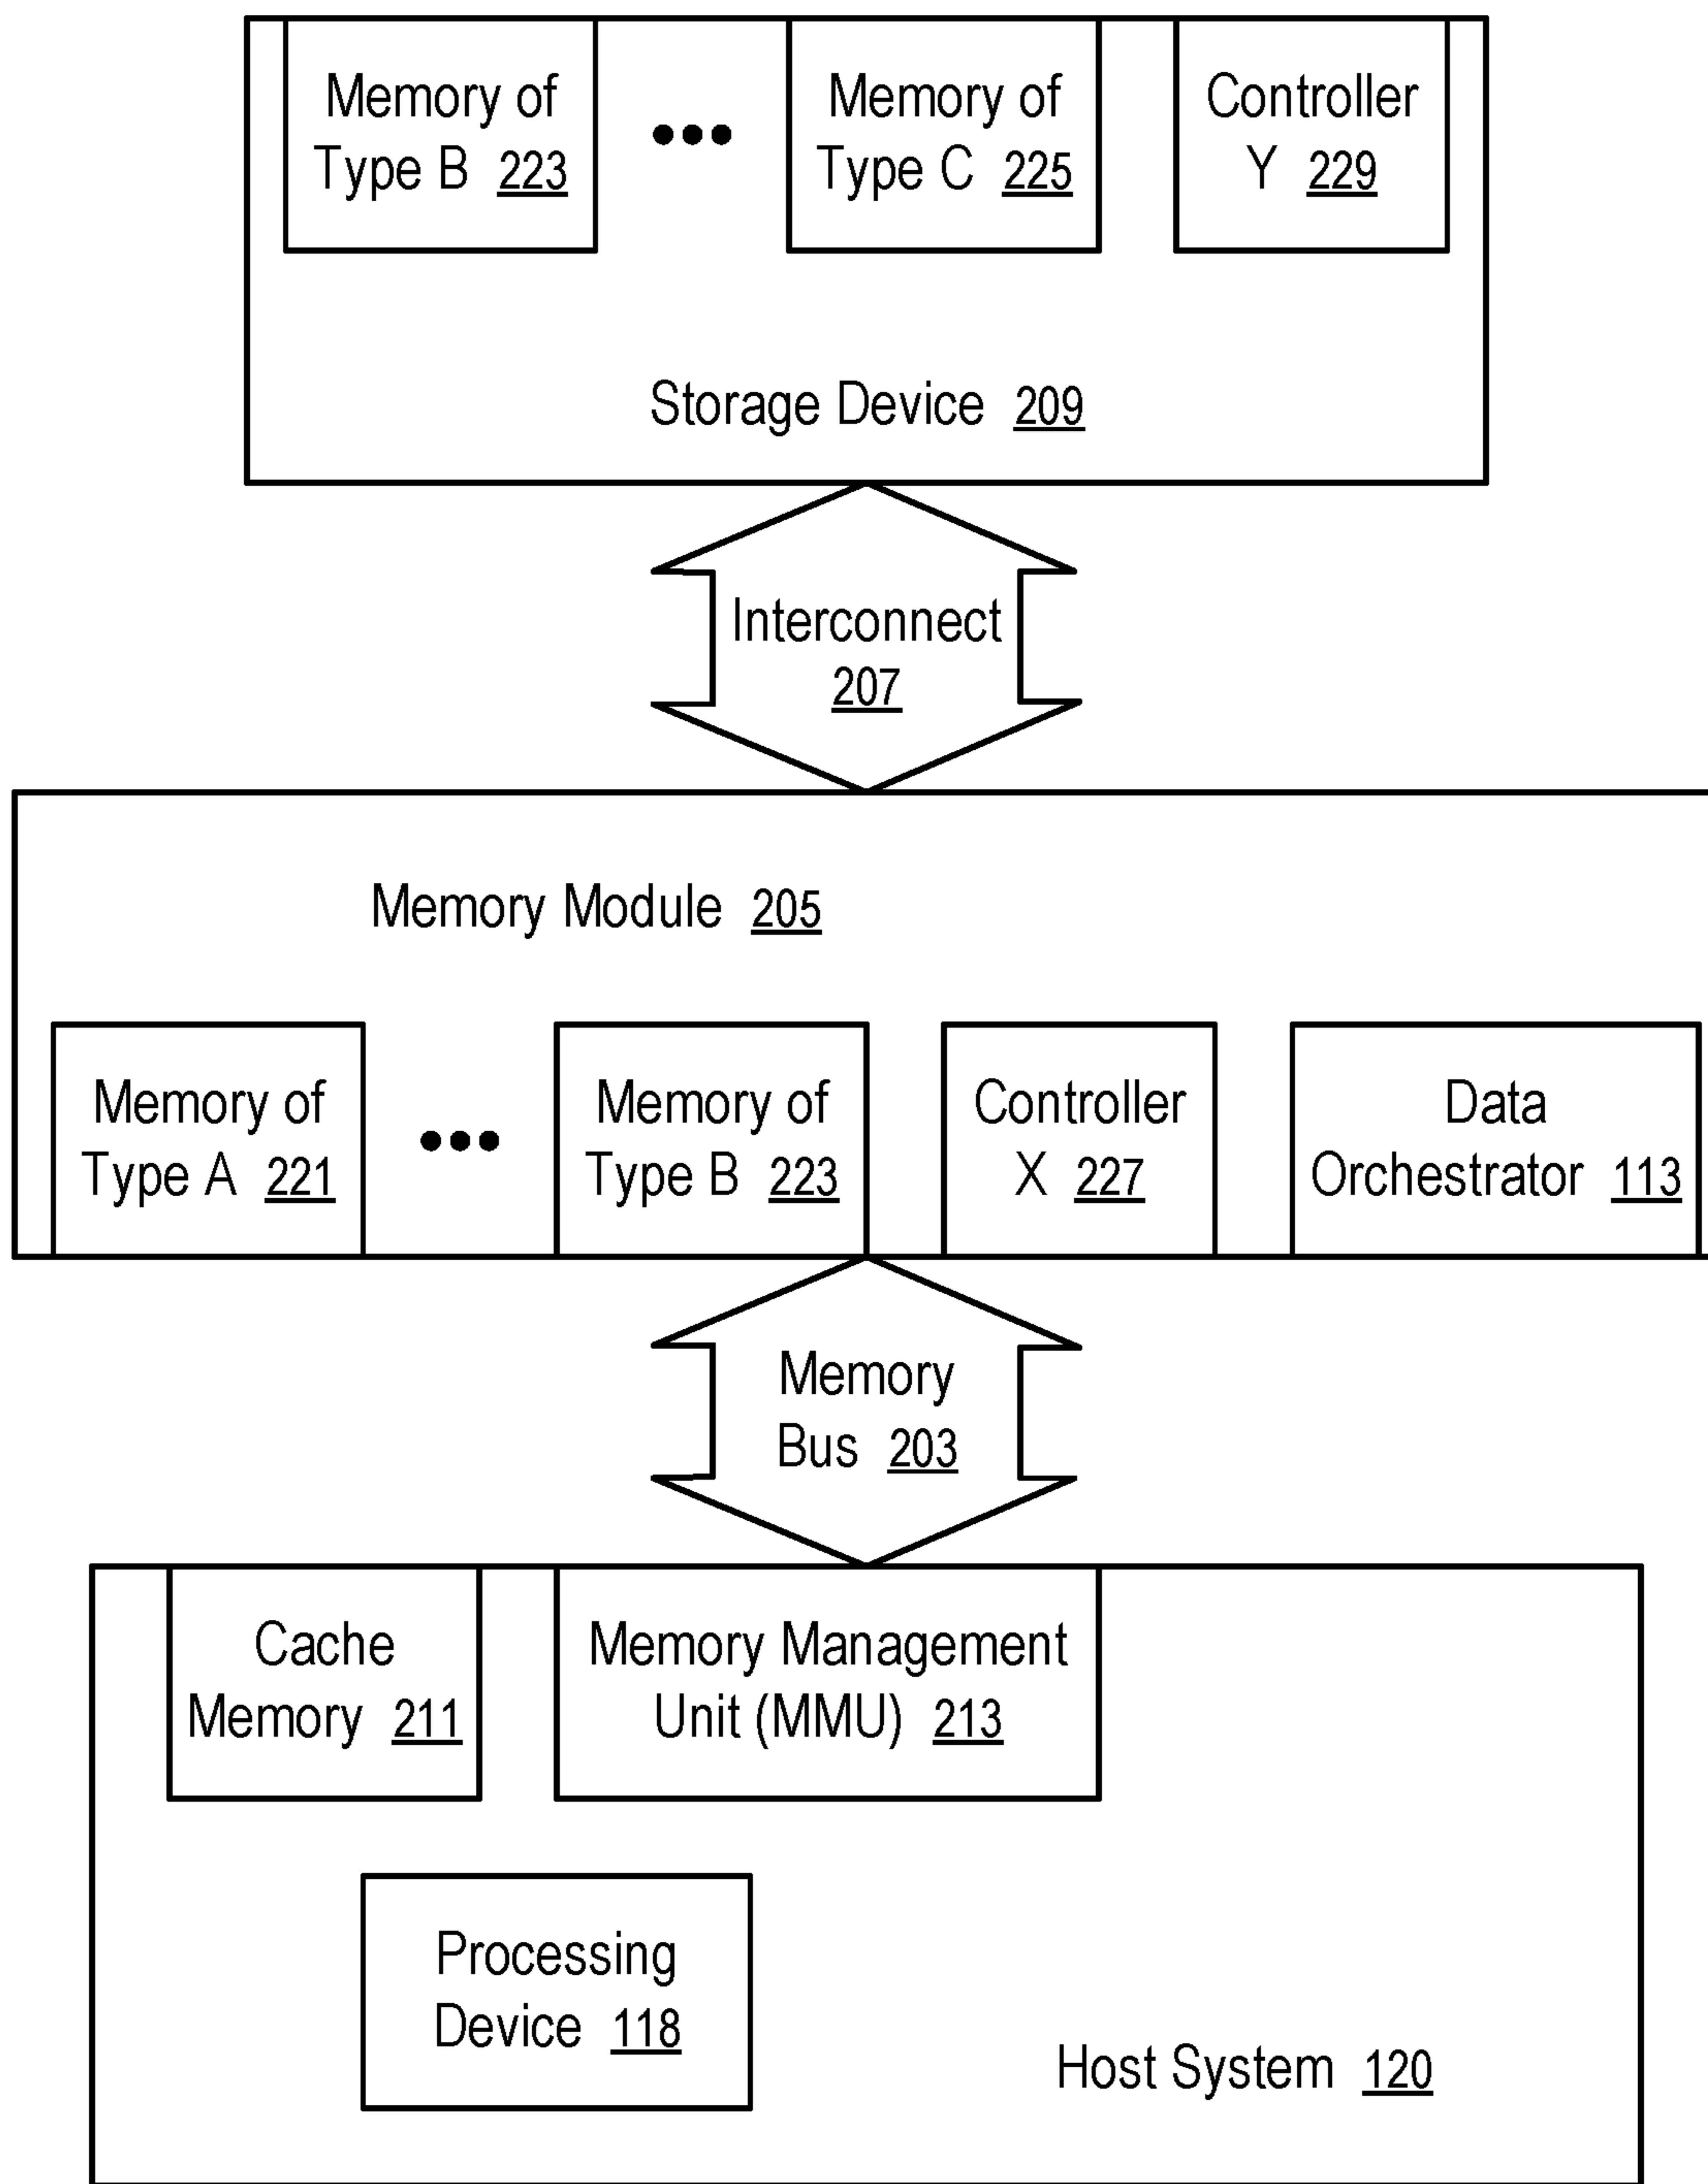 Memory of
Type B 223
Memory of
Type C 225
Controller
Y 229
Storage Device 209
Interconnect
207
Memory Module 205
Memory of
Type A 221
Memory of
Type B 223
Controller
X 227
Data
Orchestrator 113
Memory
Bus 203
Cache
Memory 211
Memory Management
Unit (MMU) 213
Processing
Device 118
Host System 120